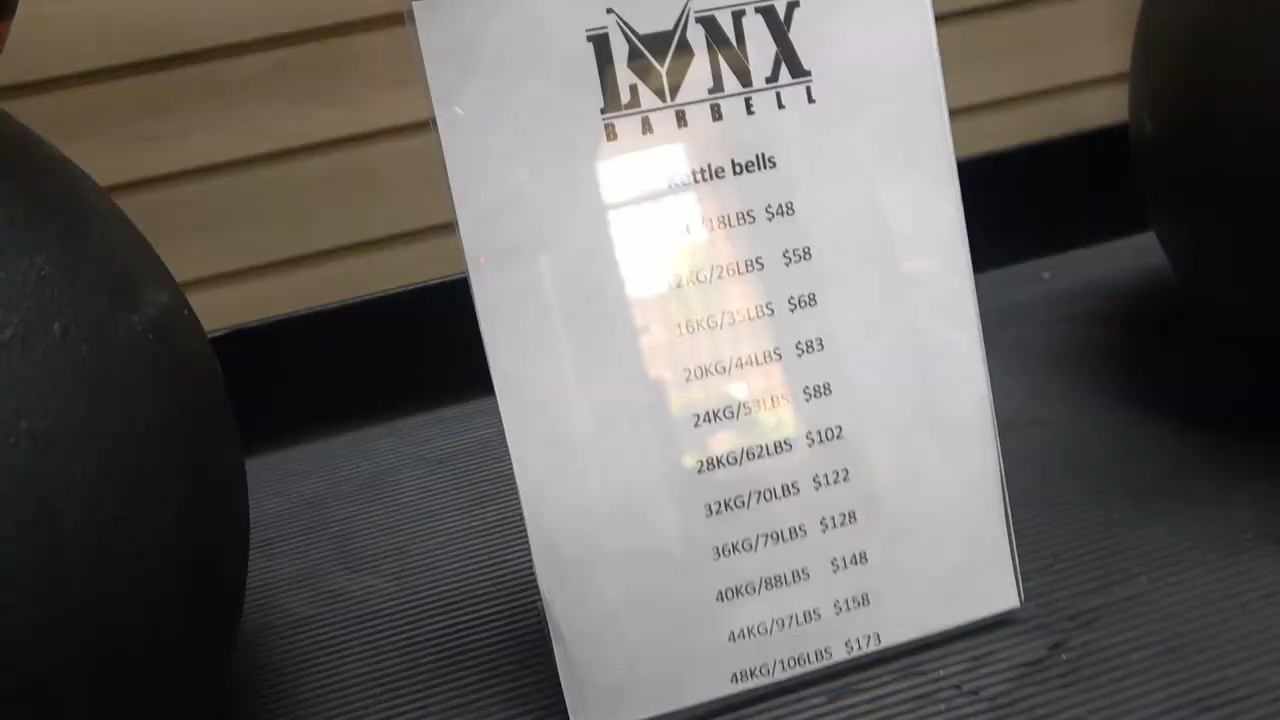 LYNX
BARBELL
Kettle bells
/18LBS $48
12KG/26LBS $58
16KG/35LBS $68
20KG/44LBS $83
24KG/53LBS $88
28KG/62LBS $102
32KG/70LBS $122
36KG/79LBS $128
40KG/88LBS $148
44KG/97LBS $158
48KG/106LBS $173